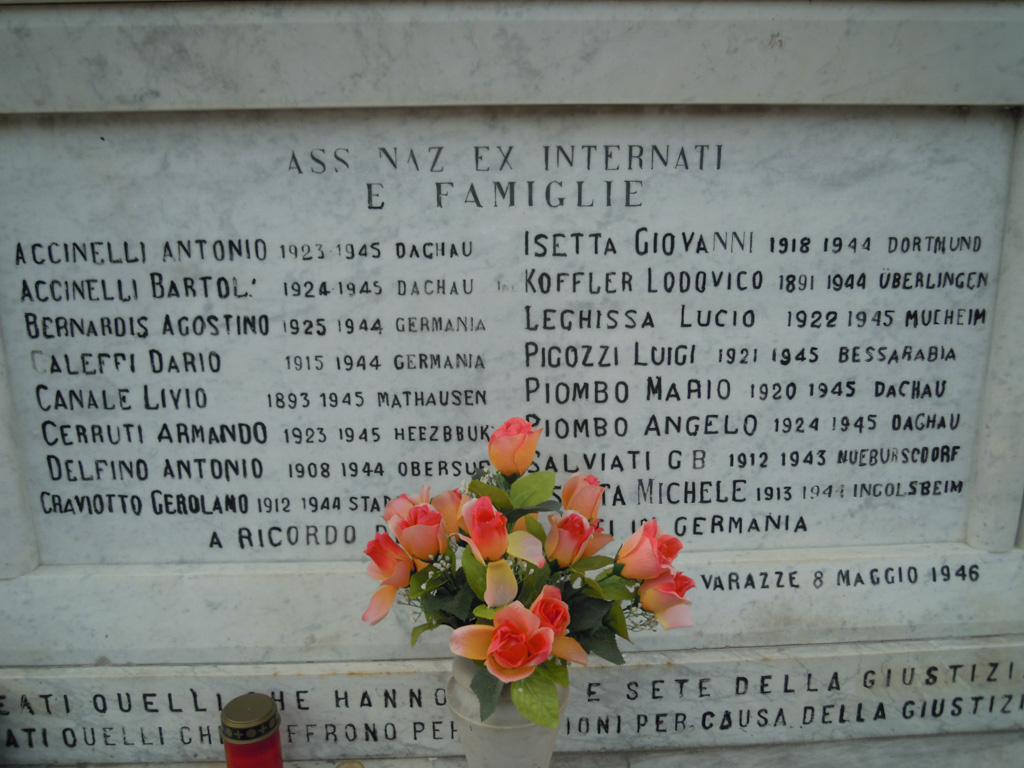 ASS NAZ EX INTERNATI
E FAMIGLIE
ACCINELLI ANTONIO 1923 1945 DACHAU
ACCINELLI BARTOL. 1924 1945 DACHAU
BERNARDIS AGOSTINO 1925 1944 GERMANIA
CALEFFI DARIO 1915 1944 GERMANIA
CANALE LIVIO 1893 1945 MATHAUSEN
CERRUTI ARMANDO 1923 1945 HEEZBBUK
DELFINO ANTONIO 1908 1944
CRAVIOTTO GEROLAMO 1912 1944
ISETTA GIOVANNI 1918 1944 DORTMUND
KOFFLER LODOVICO 1891 1944 ÜBERLINGEN
LEGHISSA LUCIO 1922 1945 MUCHEIM
PIGOZZI LUIGI 1921 1945 BESSARABIA
PIOMBO MARIO 1920 1945 DACHAU
PIOMBO ANGELO 1924 1945 DACHAU
SALVIATI G B 1912 1943 NUEBURSCDORF
MICHELE 1913 1944 INGOLSBEIM
A RICORDO GERMANIA
VARAZZE 8 MAGGIO 1946
QUELLI CHE HANNO E SETE DELLA
QUELLI PER CAUSA DELLA